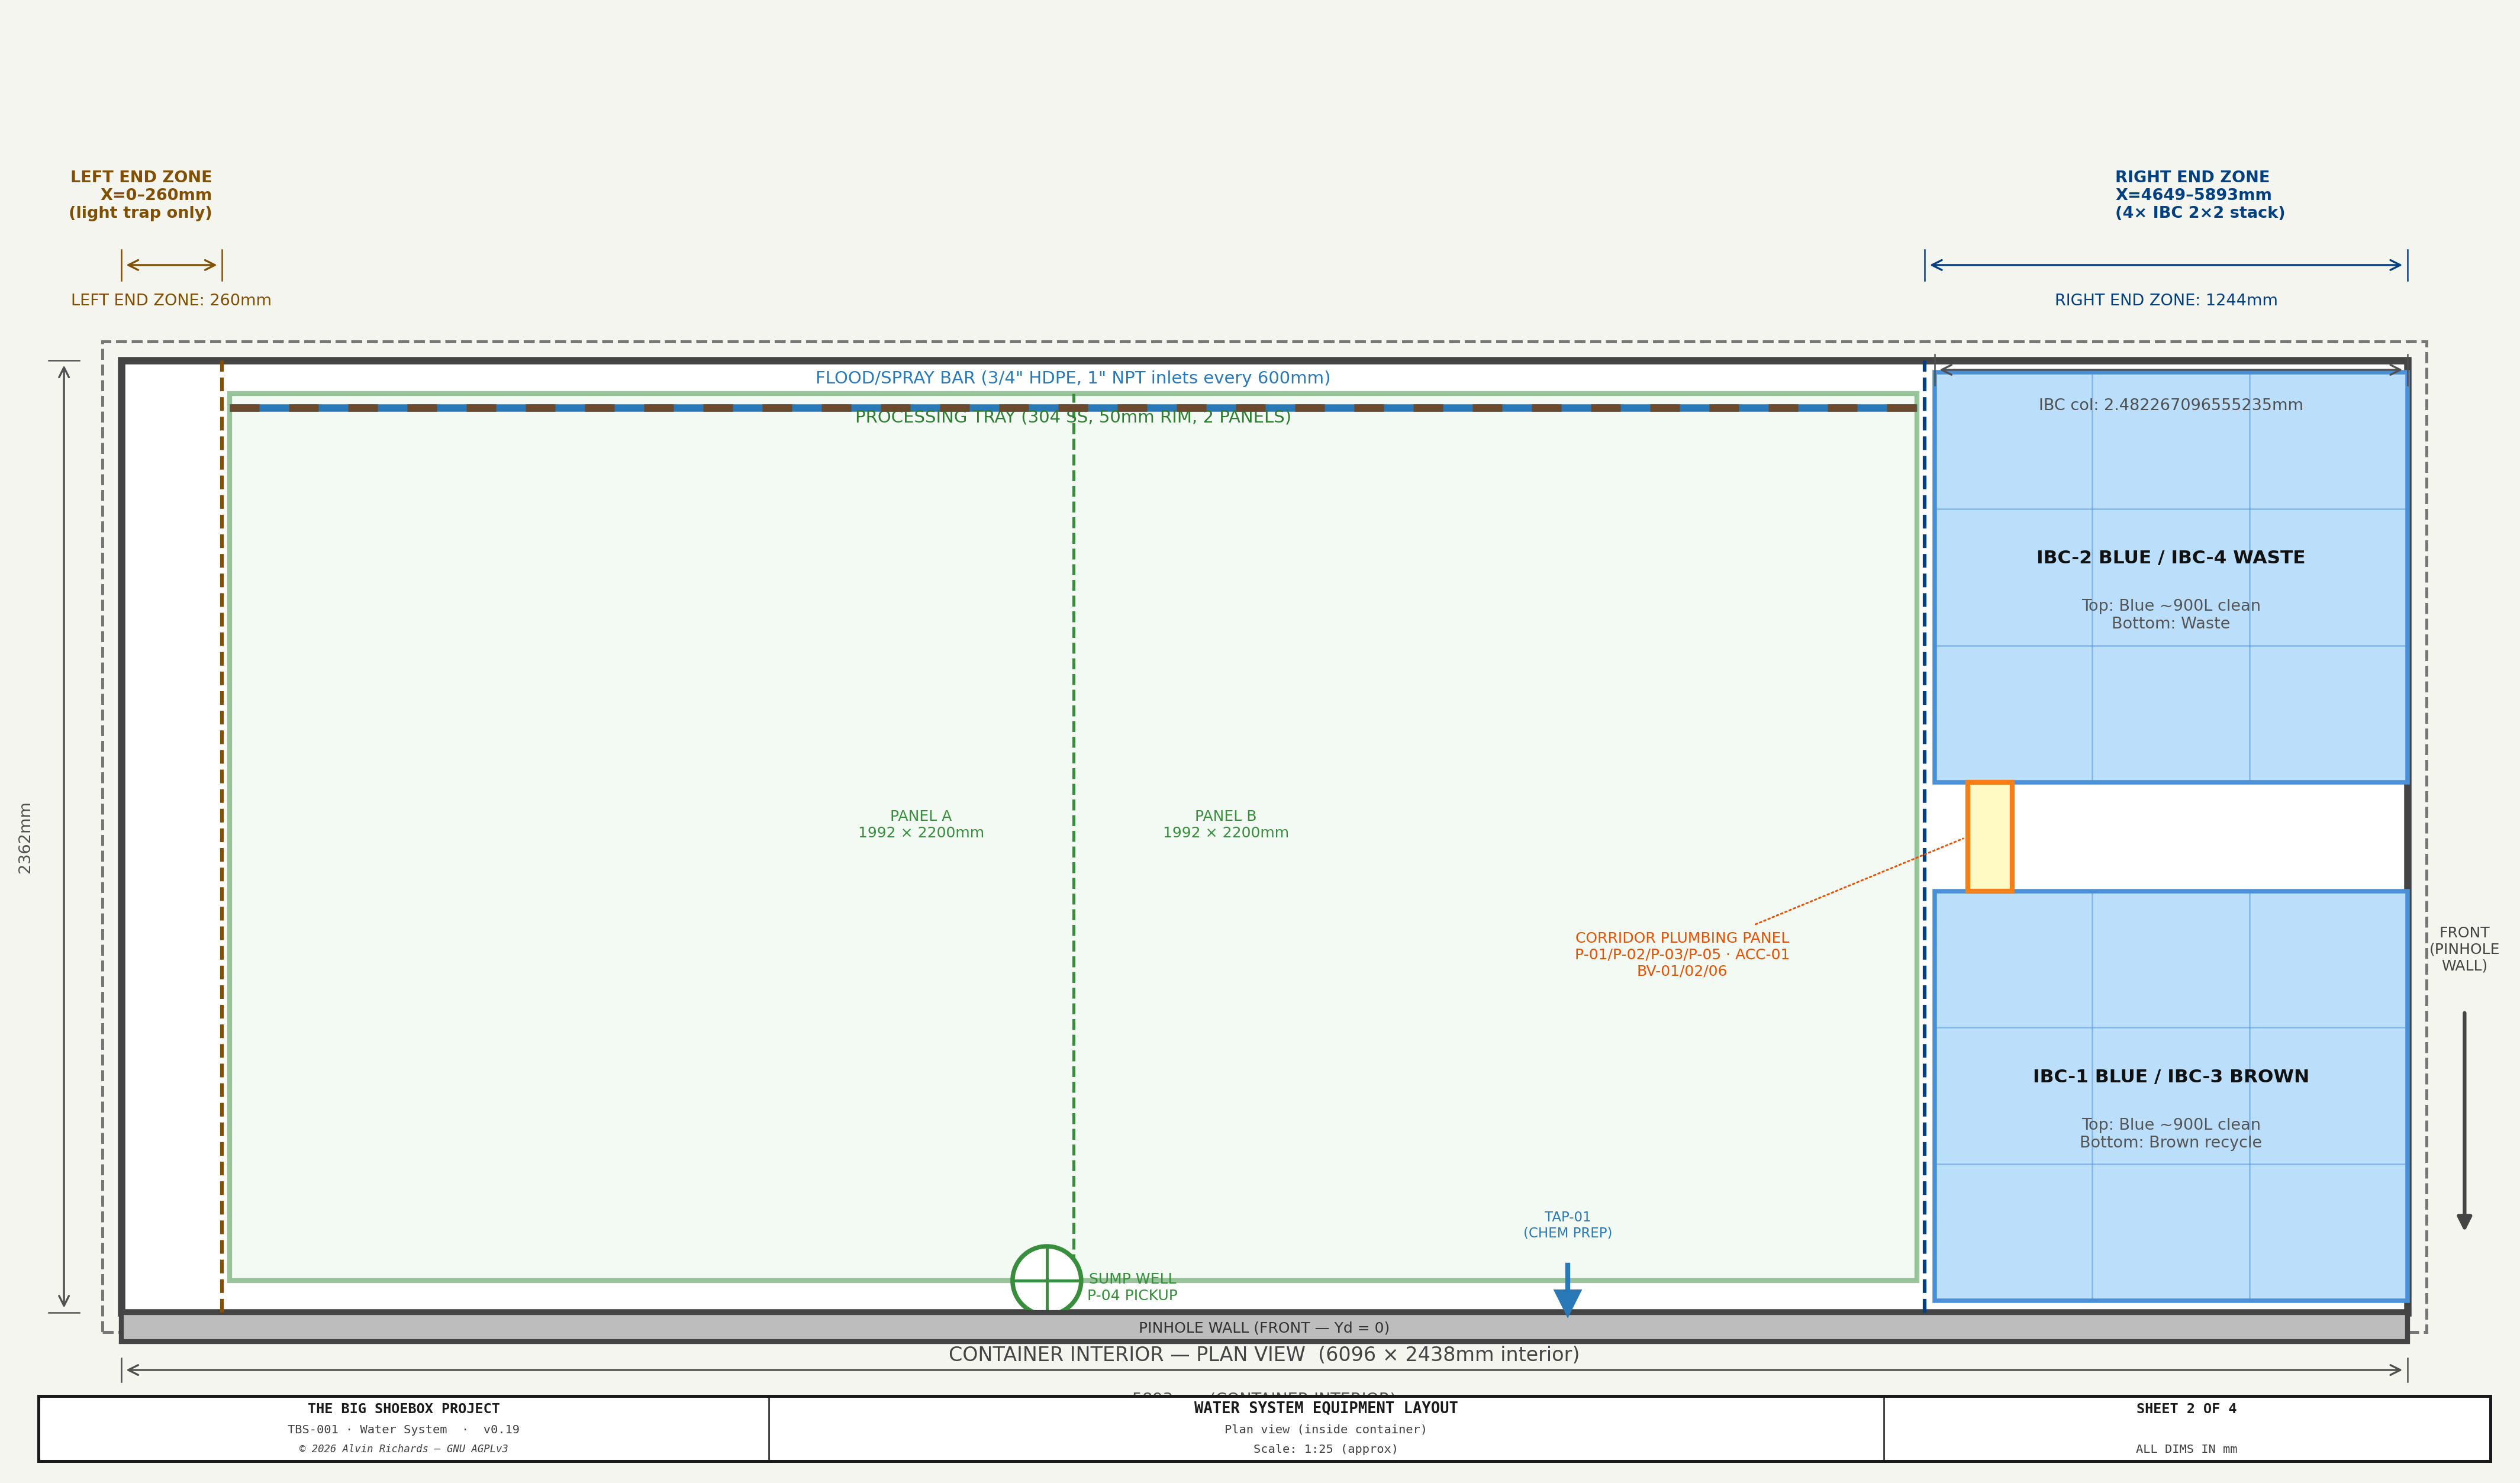 LEFT END ZONE
X=0–260mm
(light trap only)
RIGHT END ZONE
X=4649–5893mm
(4× IBC 2×2 stack)
LEFT END ZONE: 260mm
RIGHT END ZONE: 1244mm
FLOOD/SPRAY BAR (3/4" HDPE, 1" NPT inlets every 600mm)
PROCESSING TRAY (304 SS, 50mm RIM, 2 PANELS)
IBC col: 2.482267096555235mm
IBC-2 BLUE / IBC-4 WASTE
Top: Blue ~900L clean
Bottom: Waste
2362mm
PANEL A
1992 × 2200mm
PANEL B
1992 × 2200mm
CORRIDOR PLUMBING PANEL
P-01/P-02/P-03/P-05 · ACC-01
BV-01/02/06
FRONT
(PINHOLE
WALL)
IBC-1 BLUE / IBC-3 BROWN
Top: Blue ~900L clean
Bottom: Brown recycle
TAP-01
(CHEM PREP)
SUMP WELL
P-04 PICKUP
PINHOLE WALL (FRONT — Yd = 0)
CONTAINER INTERIOR — PLAN VIEW  (6096 × 2438mm interior)
5893mm (CONTAINER INTERIOR)
THE BIG SHOEBOX PROJECT
TBS-001 · Water System  ·  v0.19
© 2026 Alvin Richards — GNU AGPLv3
WATER SYSTEM EQUIPMENT LAYOUT
Plan view (inside container)
Scale: 1:25 (approx)
SHEET 2 OF 4
ALL DIMS IN mm